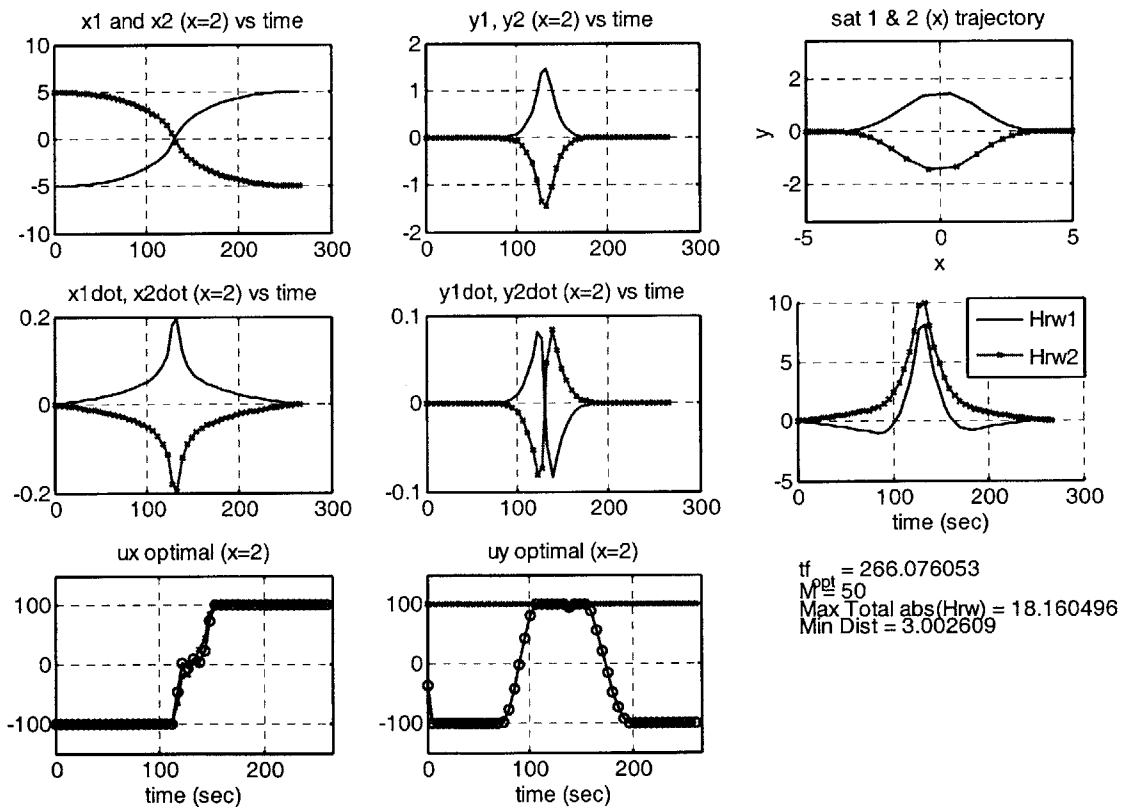 x1 and x2 (x=2) vs time
10
5
0
-5
-10
0 100 200 300
y1, y2 (x=2) vs time
2
1
0
-1
-2
0 100 200 300
sat 1 & 2 (x) trajectory
2
0
-2
y
-5 0 5
x
x1dot, x2dot (x=2) vs time
0.2
0
-0.2
0 100 200 300
y1dot, y2dot (x=2) vs time
0.1
0
-0.1
0 100 200 300
10
5
0
-5
0 100 200 300
time (sec)
Hrw1
Hrw2
ux optimal (x=2)
100
0
-100
0 100 200
time (sec)
uy optimal (x=2)
100
0
-100
0 100 200
time (sec)
tf opt = 266.076053
M = 50
Max Total abs(Hrw) = 18.160496
Min Dist = 3.002609